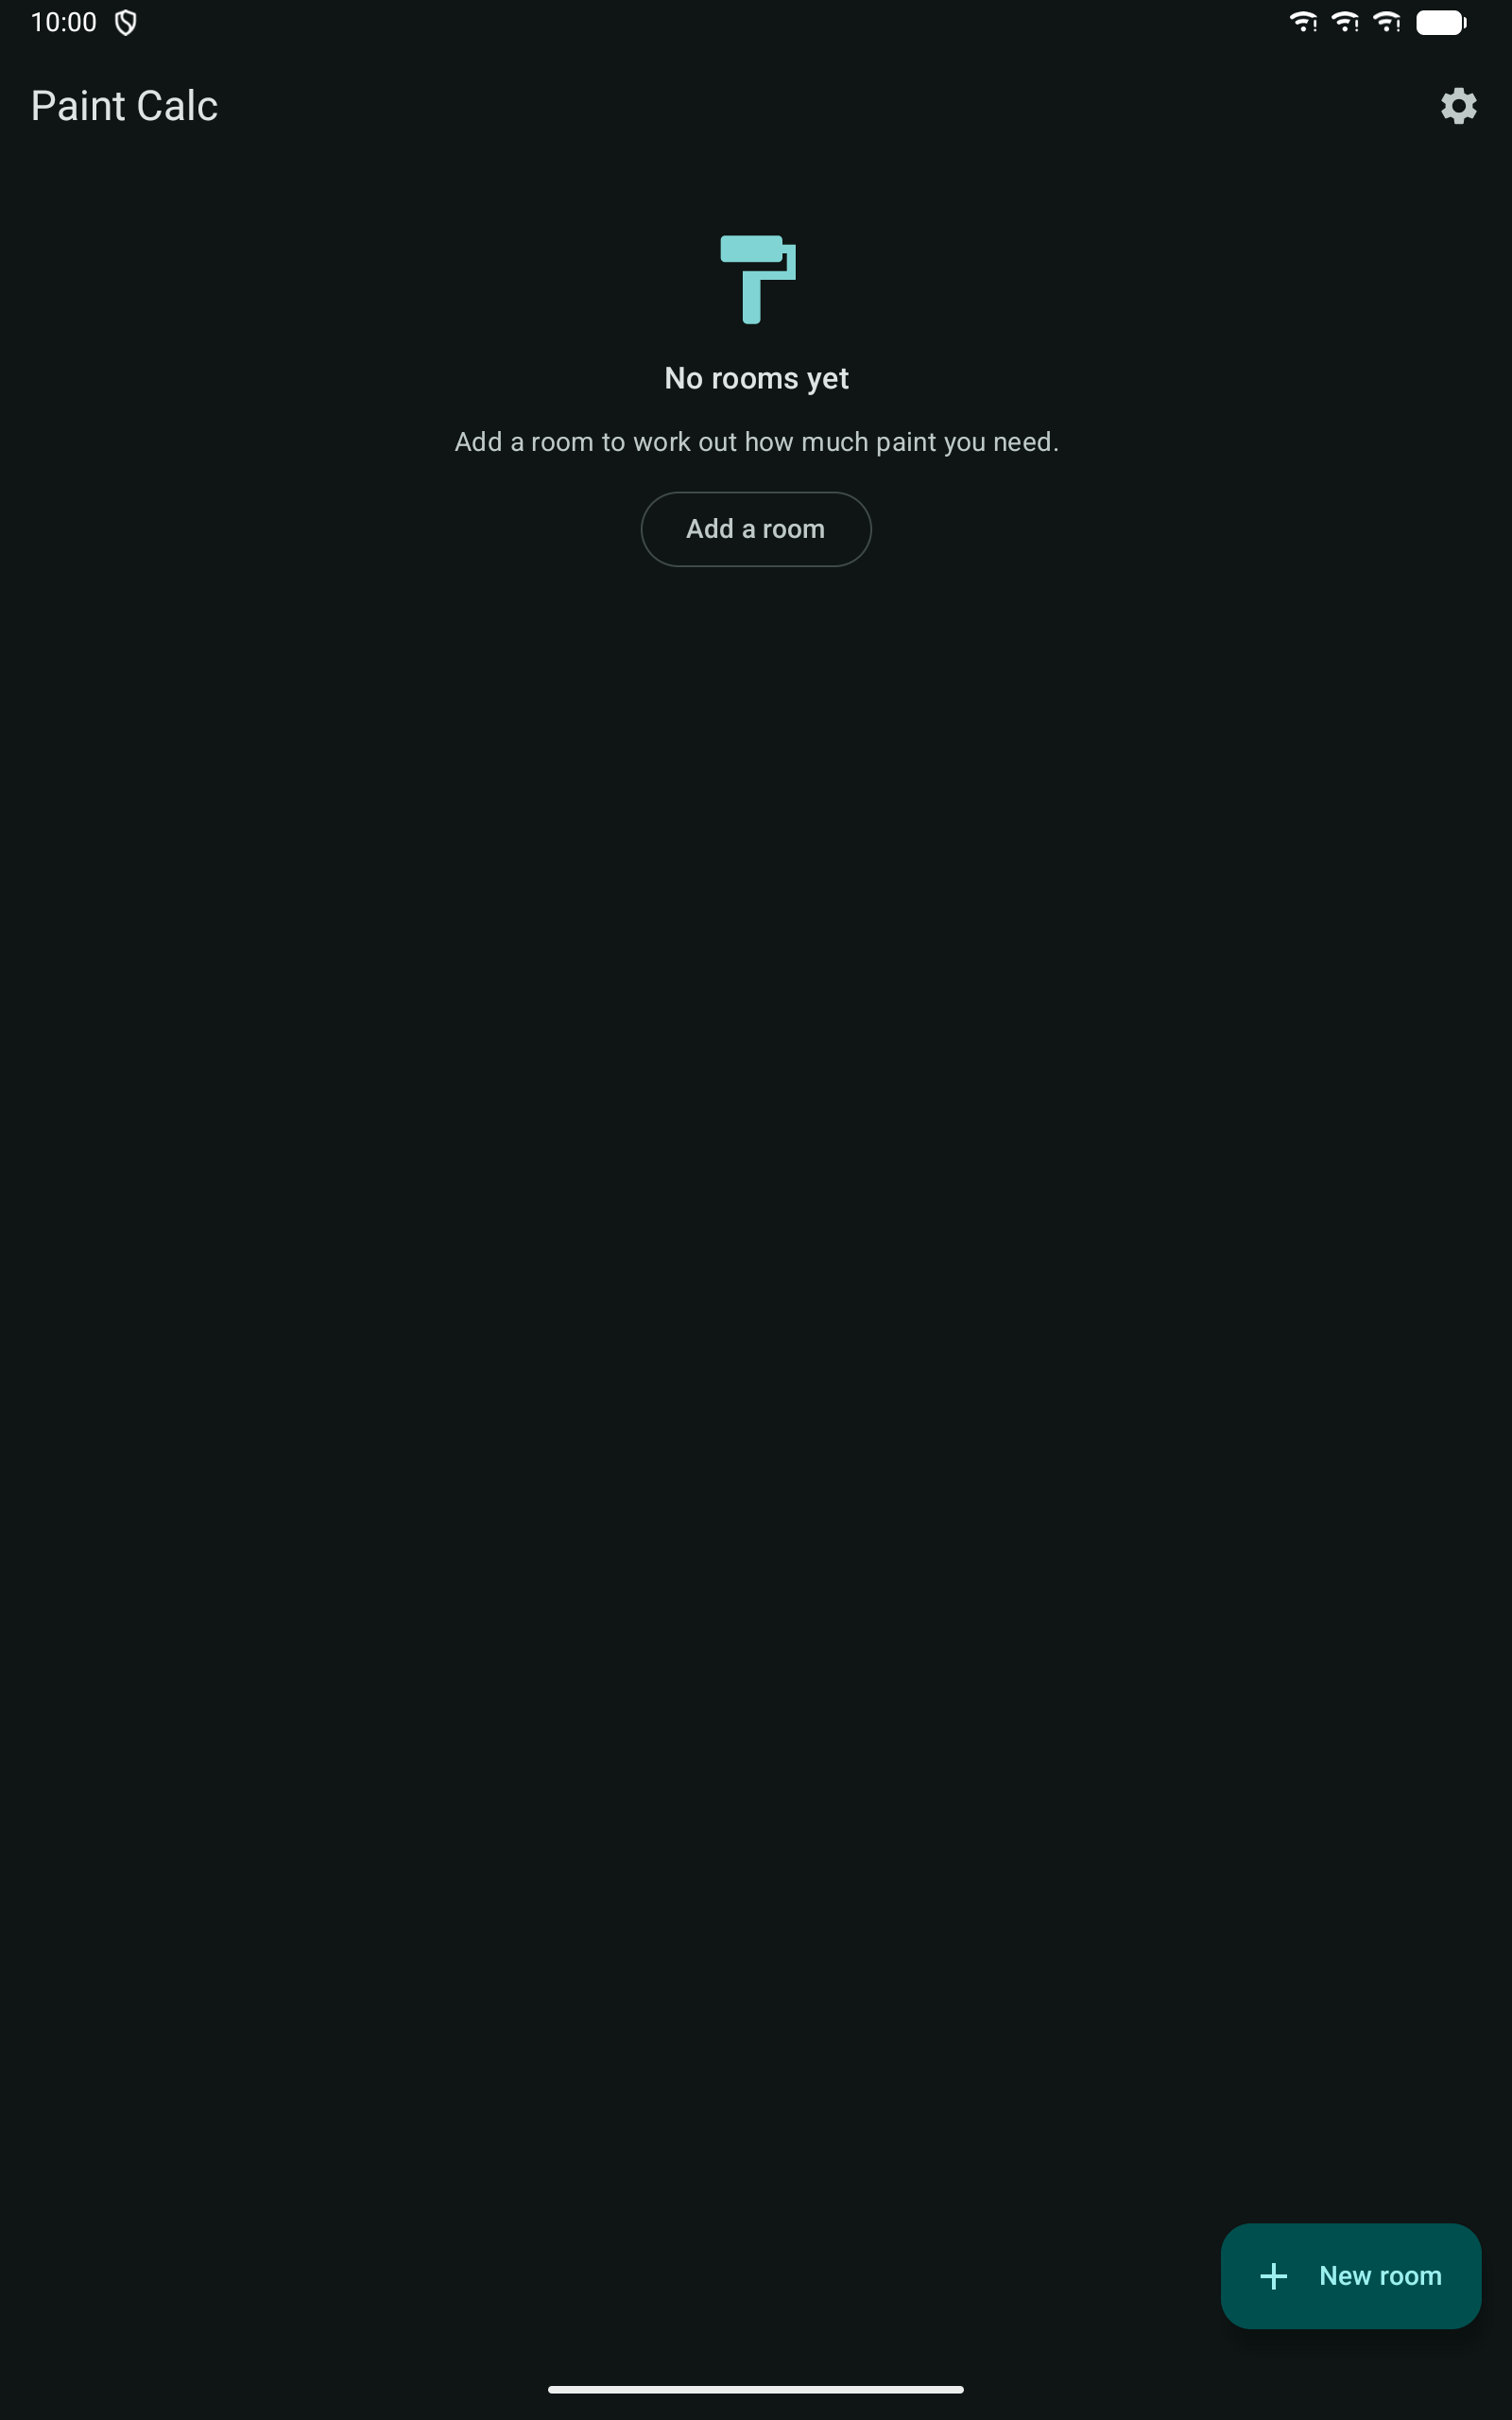 10:00
Paint Calc
No rooms yet
Add a room to work out how much paint you need.
Add a room
New room